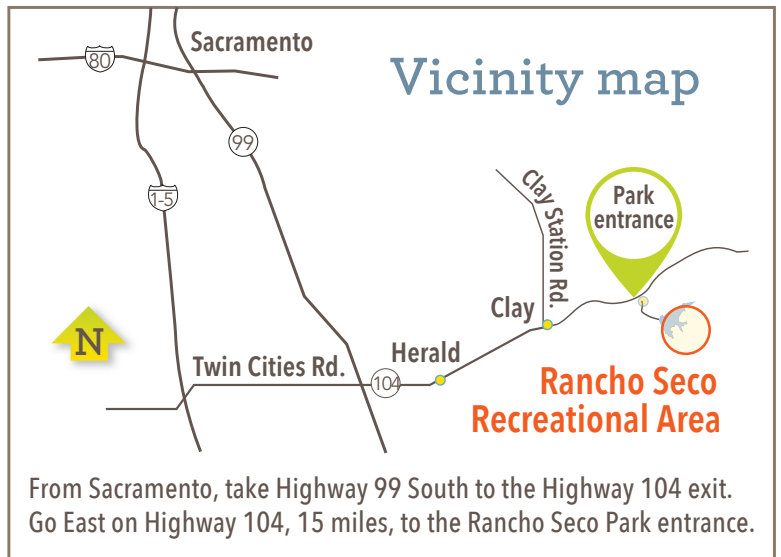 Sacramento
80
Vicinity map
99
1-5
Clay Station Rd.
Park
entrance
Clay
N
Herald
Twin Cities Rd.
104
Rancho Seco
Recreational Area
From Sacramento, take Highway 99 South to the Highway 104 exit.
Go East on Highway 104, 15 miles, to the Rancho Seco Park entrance.